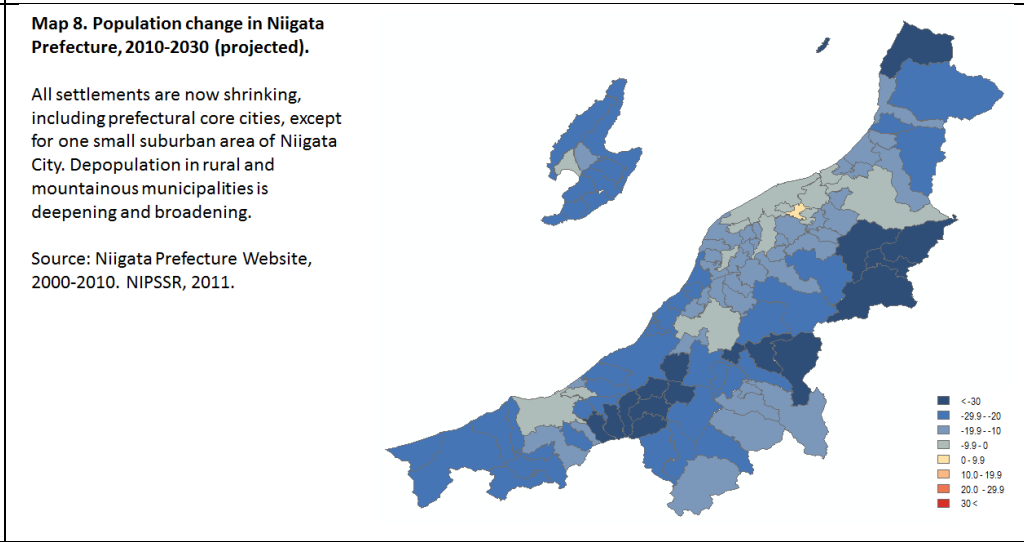 Map 8. Population change in Niigata
Prefecture, 2010-2030 (projected).
All settlements are now shrinking,
including prefectural core cities, except
for one small suburban area of Niigata
City. Depopulation in rural and
mountainous municipalities is
deepening and broadening.
Source: Niigata Prefecture Website,
2000-2010. NIPSSR, 2011.
< -30
-29.9 - -20
-19.9 - -10
-9.9 - 0
0 - 9.9
10.0 - 19.9
20.0 - 29.9
30 <